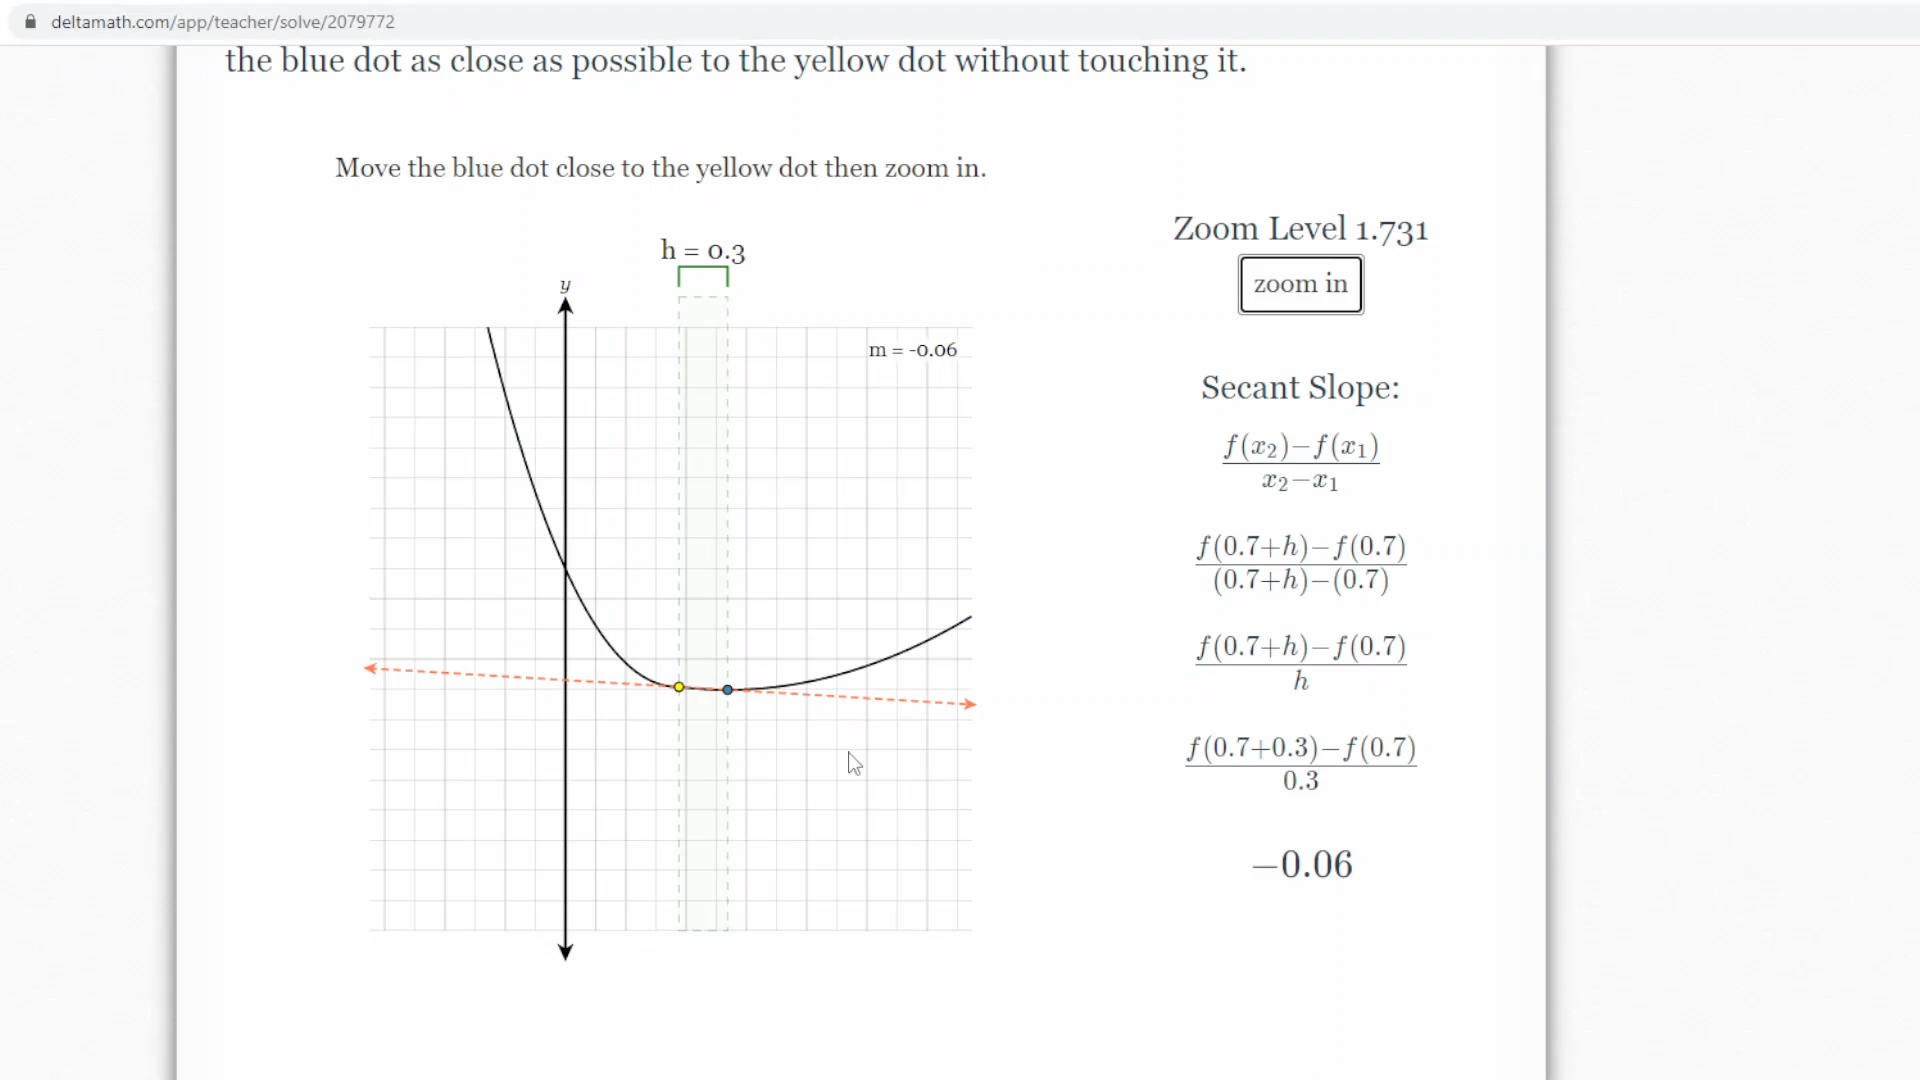 deltamath.com/app/teacher/solve/2079772
the blue dot as close as possible to the yellow dot without touching it.
Move the blue dot close to the yellow dot then zoom in.
Zoom Level 1.731
h = 0.3
zoom in
y
m = -0.06
Secant Slope:
f(x₂)−f(x₁)
x₂−x₁
f(0.7+h)−f(0.7)
(0.7+h)−(0.7)
f(0.7+h)−f(0.7)
h
f(0.7+0.3)−f(0.7)
0.3
−0.06